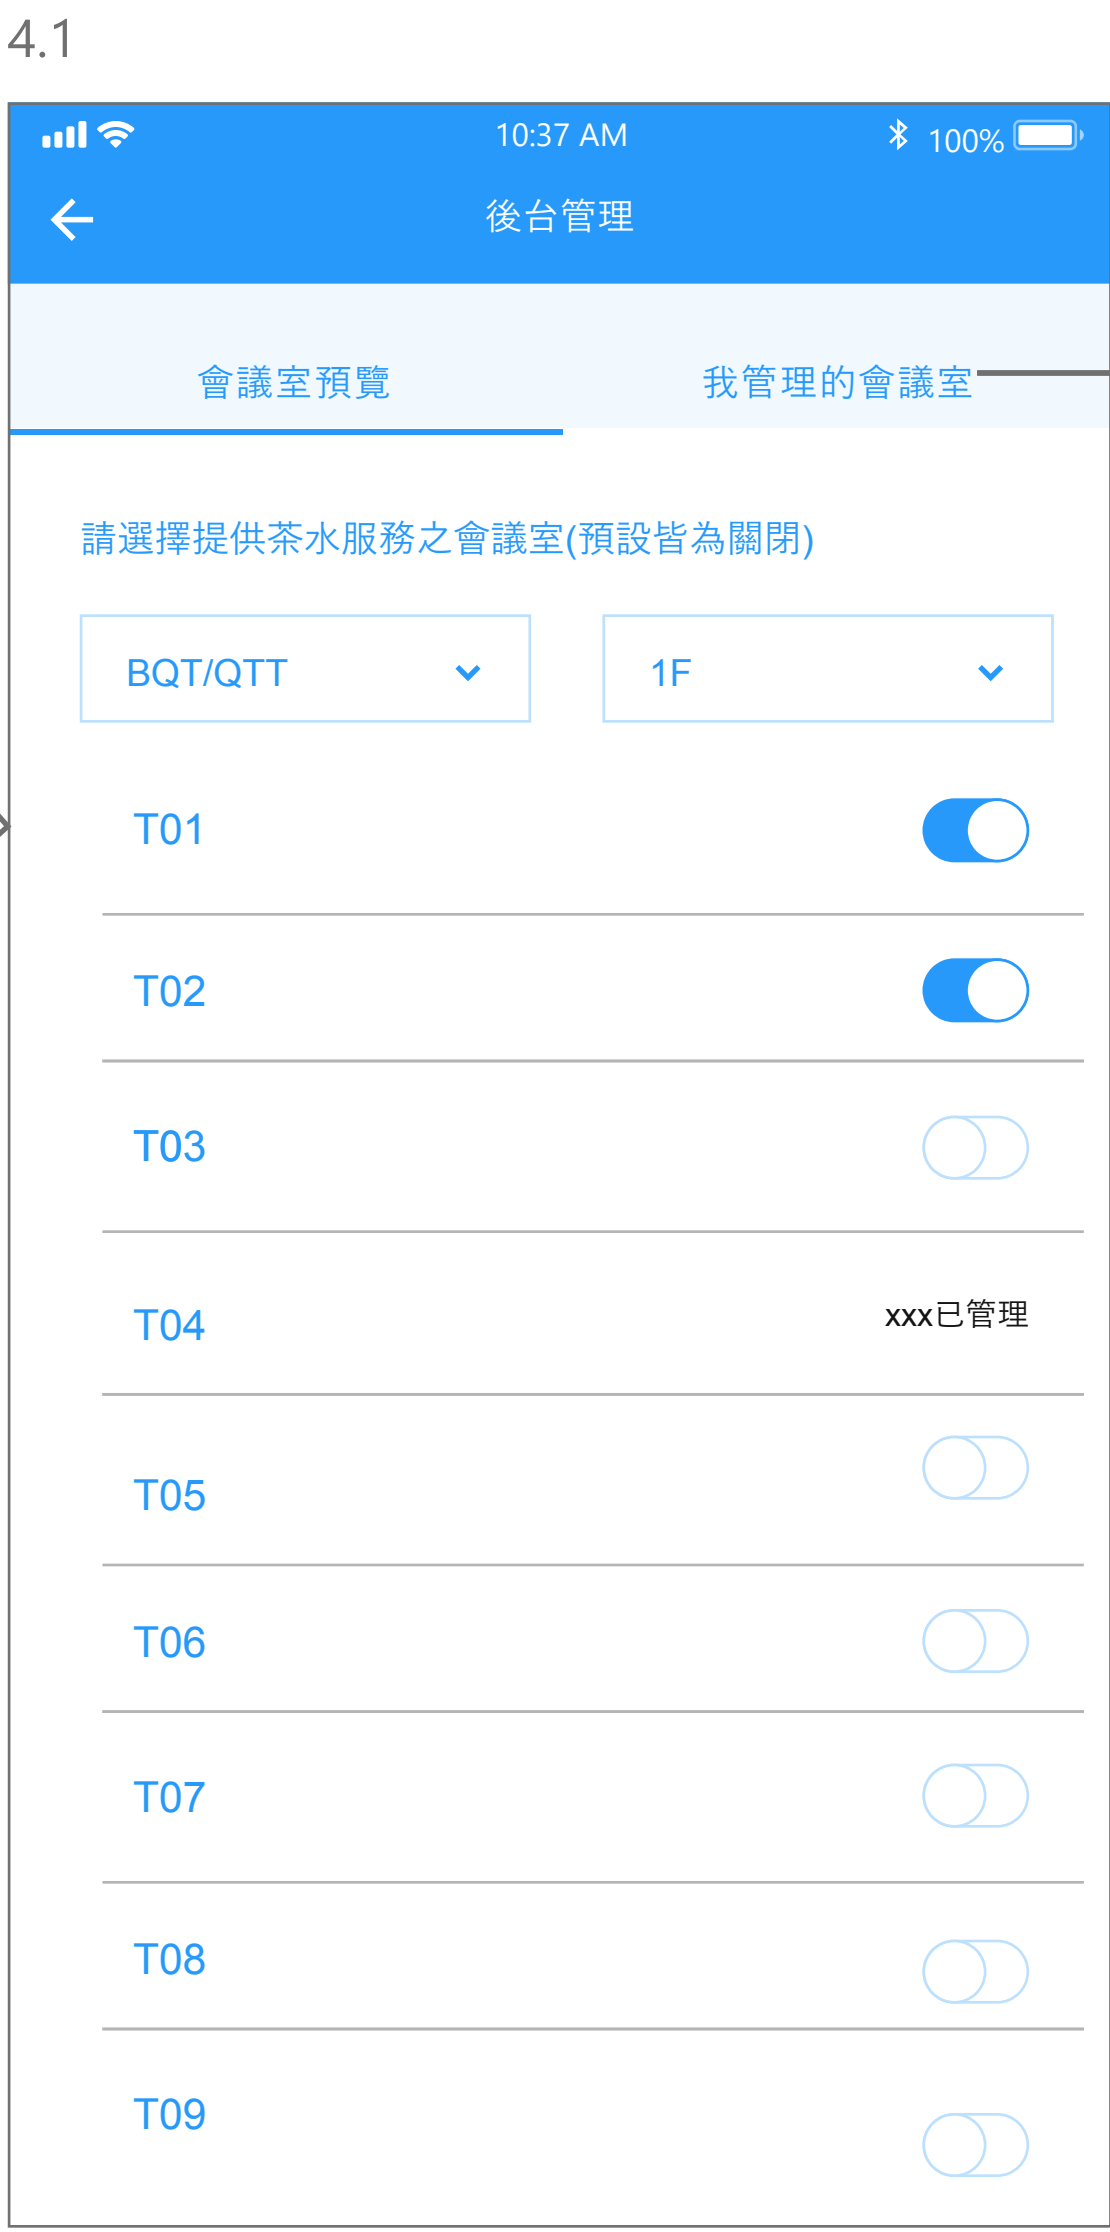 4.1
10:37 AM
100%
後台管理
會議室預覽
我管理的會議室
請選擇提供茶水服務之會議室(預設皆為關閉)
BQT/QTT
1F
T01
T02
T03
T04
xxx已管理
T05
T06
T07
T08
T09